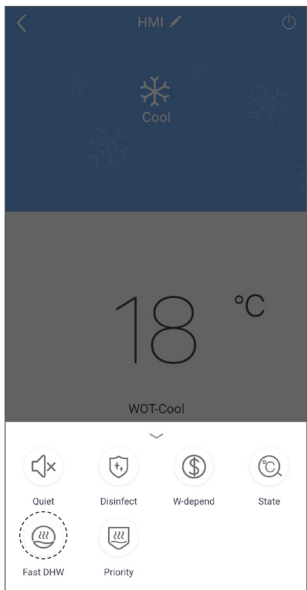 HMI
Cool
18 °C
WOT-Cool
Quiet Disinfect W-depend State
Fast DHW Priority